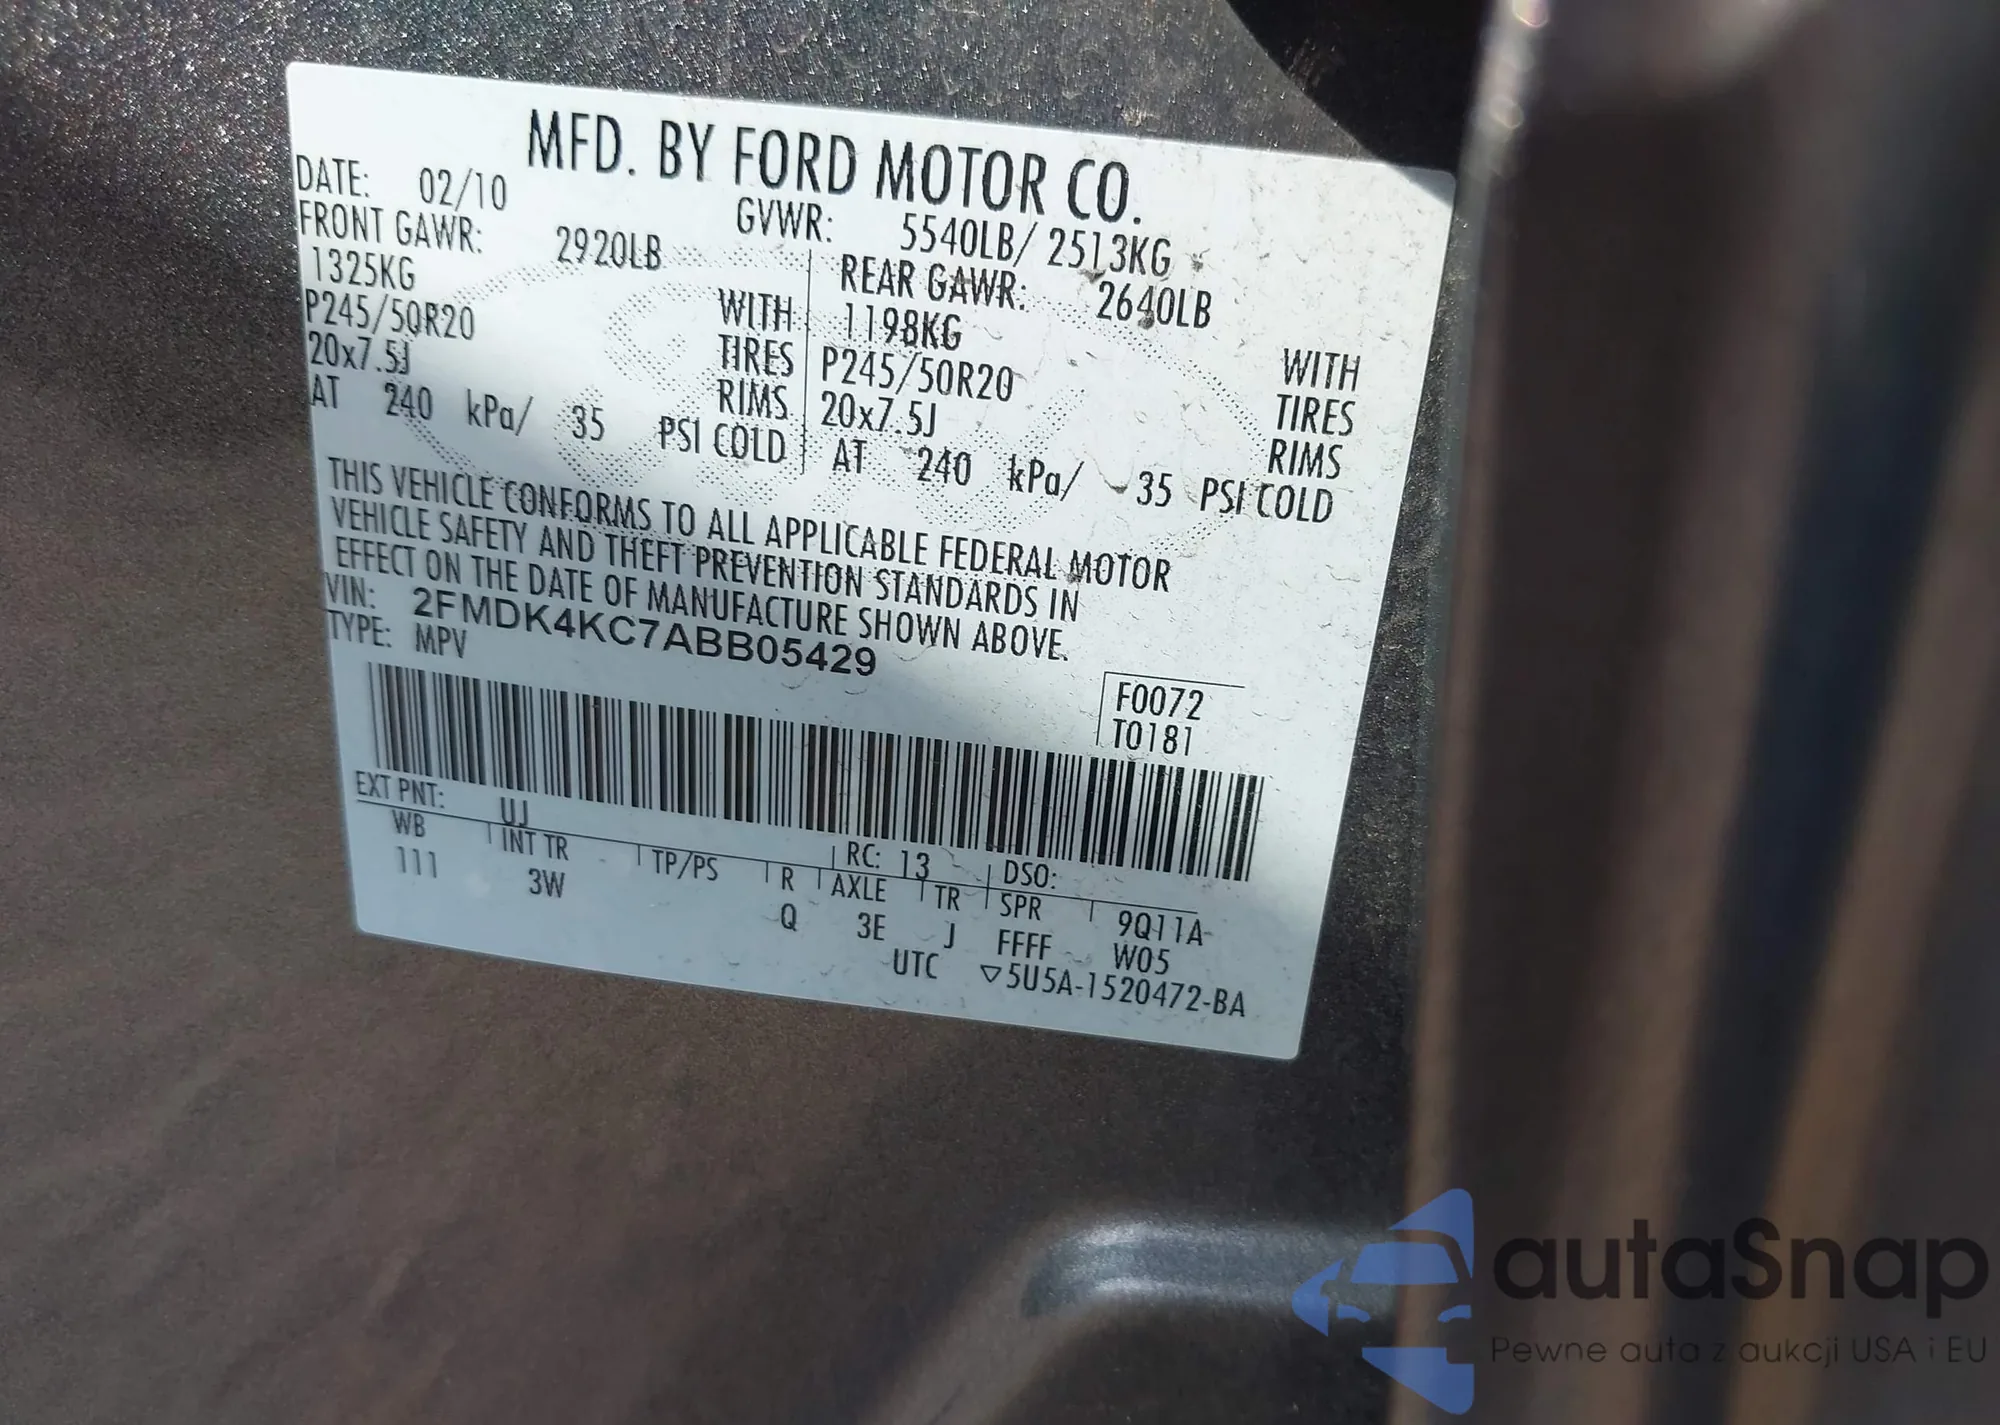 MFD. BY FORD MOTOR CO.
DATE: 02/10 GVWR: 5540LB/ 2513KG
FRONT GAWR: 2920LB REAR GAWR: 2640LB
1325KG WITH 1198KG WITH
P245/50R20 TIRES P245/50R20 TIRES
20x7.5J RIMS 20x7.5J RIMS
AT 240 kPa/ 35 PSI COLD AT 240 kPa/ 35 PSI COLD
THIS VEHICLE CONFORMS TO ALL APPLICABLE FEDERAL MOTOR
VEHICLE SAFETY AND THEFT PREVENTION STANDARDS IN
EFFECT ON THE DATE OF MANUFACTURE SHOWN ABOVE.
VIN: 2FMDK4KC7ABB05429
TYPE: MPV
F0072
T0181
EXT PNT: UJ RC: 13 DSO:
WB INT TR TP/PS R AXLE TR SPR 9Q11A
111 3W Q 3E J FFFF W05
UTC ▽5U5A-1520472-BA
autaSnap
Pewne auta z aukcji USA i EU